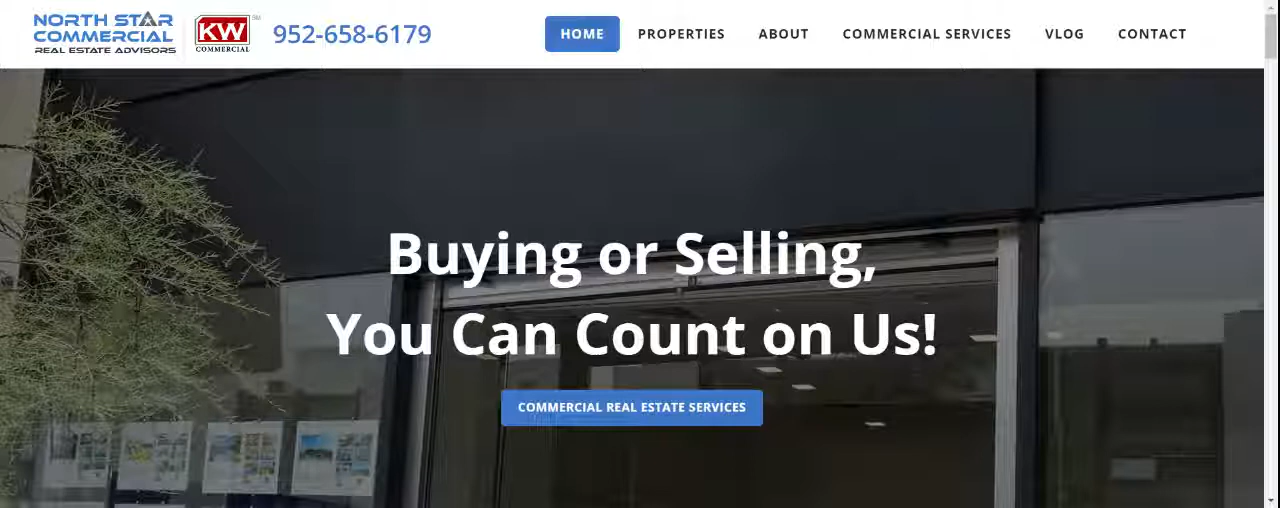 NORTH STAR
COMMERCIAL
REAL ESTATE ADVISORS
KW SM
COMMERCIAL
952-658-6179
HOME
PROPERTIES
ABOUT
COMMERCIAL SERVICES
VLOG
CONTACT
Buying or Selling,
You Can Count on Us!
COMMERCIAL REAL ESTATE SERVICES